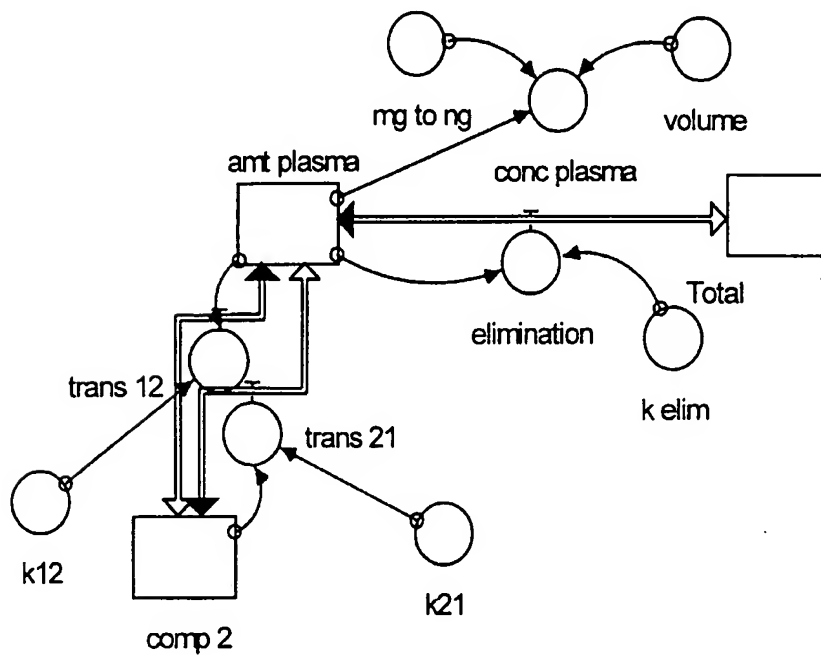 mg to ng
volume
amt plasma
conc plasma
Total
elimination
trans 12
k elim
trans 21
k12
k21
comp 2